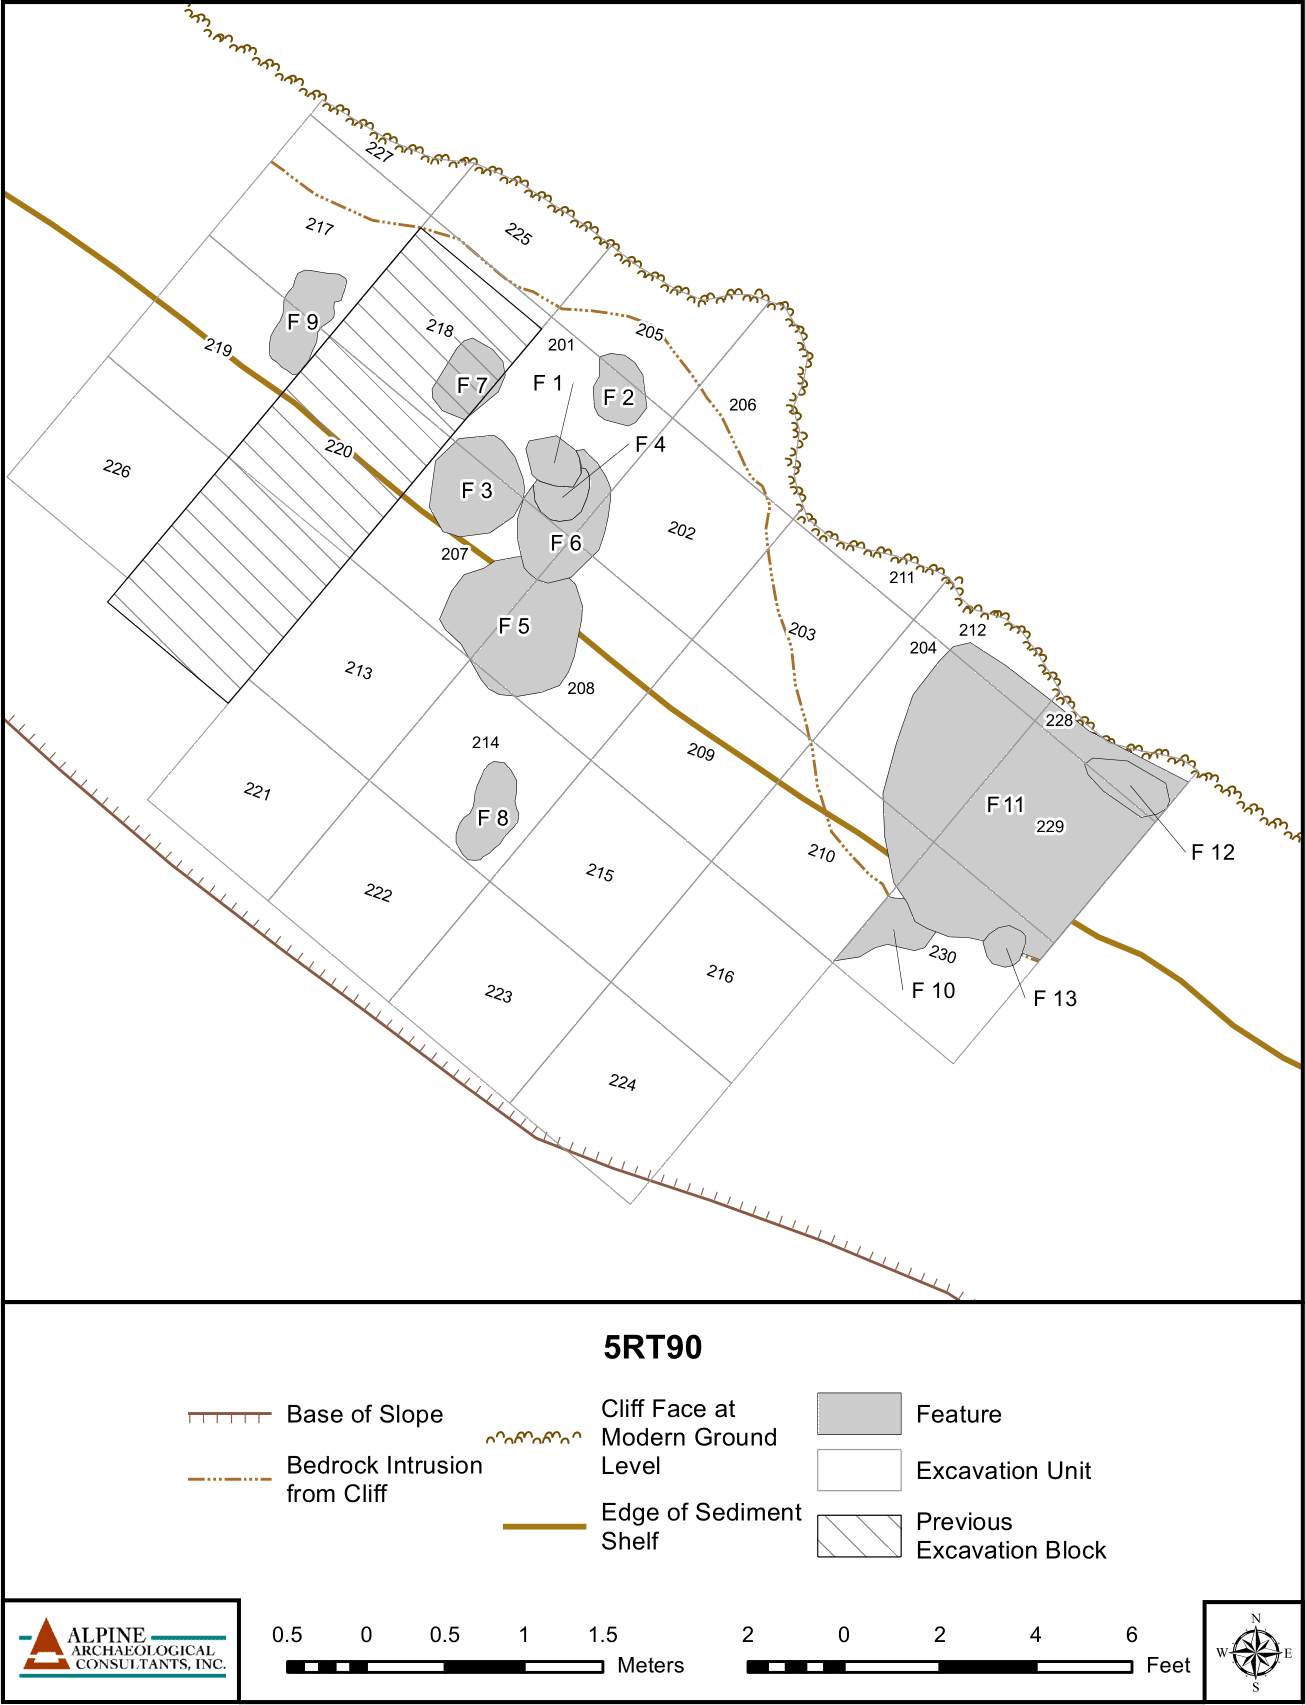 227
225
217
F 9
218
205
201
219
F 7
F 1
F 2
206
F 4
220
226
F 3
202
F 6
207
211
F 5
203
212
204
213
208
228
214
209
221
F 8
F 11
229
210
F 12
215
222
230
216
223
F 10
F 13
224
5RT90
Base of Slope
Bedrock Intrusion
from Cliff
Cliff Face at
Modern Ground
Level
Edge of Sediment
Shelf
Feature
Excavation Unit
Previous
Excavation Block
ALPINE
ARCHAEOLOGICAL
CONSULTANTS, INC.
0.5 0 0.5 1 1.5
Meters
2 0 2 4 6
Feet
N
W E
S